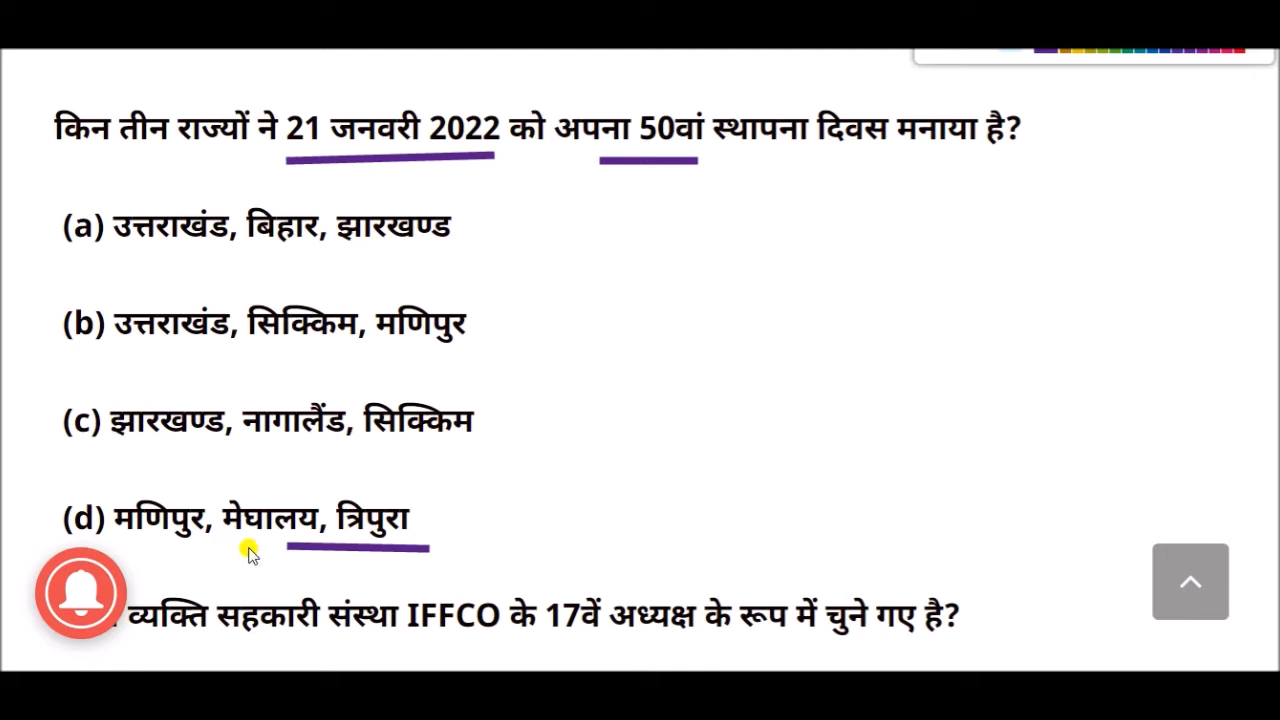 किन तीन राज्यों ने 21 जनवरी 2022 को अपना 50वां स्थापना दिवस मनाया है?
(a) उत्तराखंड, बिहार, झारखण्ड
(b) उत्तराखंड, सिक्किम, मणिपुर
(c) झारखण्ड, नागालैंड, सिक्किम
(d) मणिपुर, मेघालय, त्रिपुरा
व्यक्ति सहकारी संस्था IFFCO के 17वें अध्यक्ष के रूप में चुने गए है?